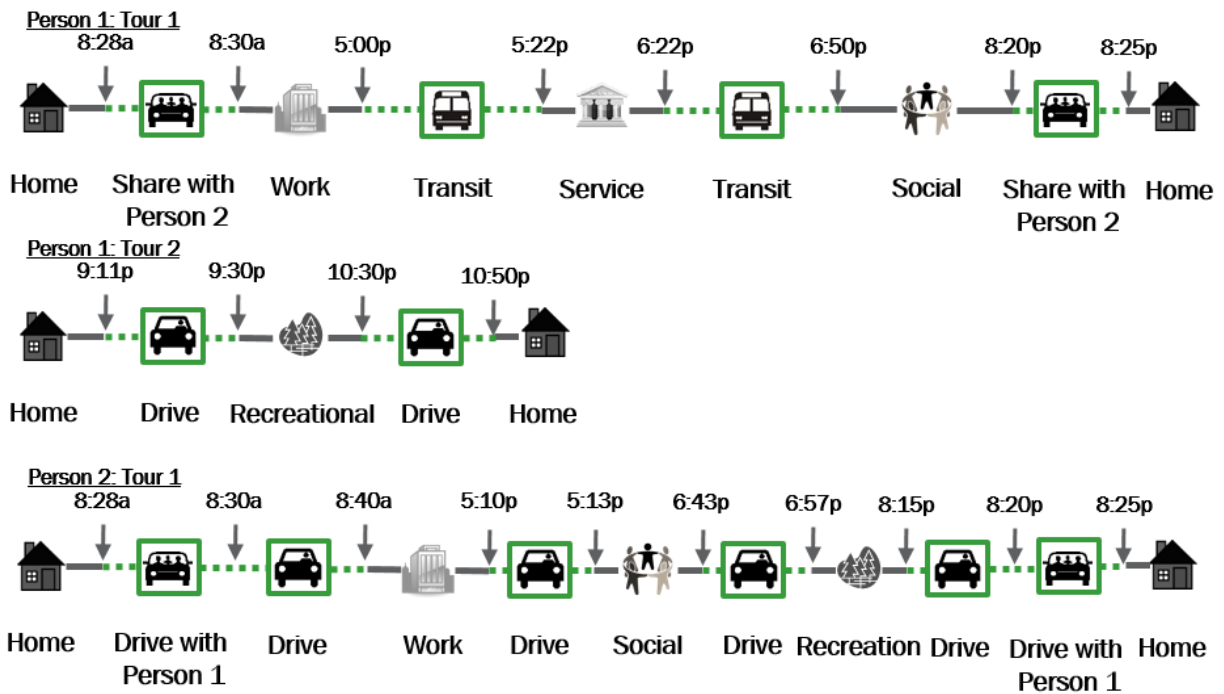 Person 1: Tour 1
8:28a 8:30a 5:00p 5:22p 6:22p 6:50p 8:20p 8:25p
Home Share with Work Transit Service Transit Social Share with Home
Person 2 Person 2
Person 1: Tour 2
9:11p 9:30p 10:30p 10:50p
Home Drive Recreational Drive Home
Person 2: Tour 1
8:28a 8:30a 8:40a 5:10p 5:13p 6:43p 6:57p 8:15p 8:20p 8:25p
Home Drive with Drive Work Drive Social Drive Recreation Drive Drive with Home
Person 1 Person 1